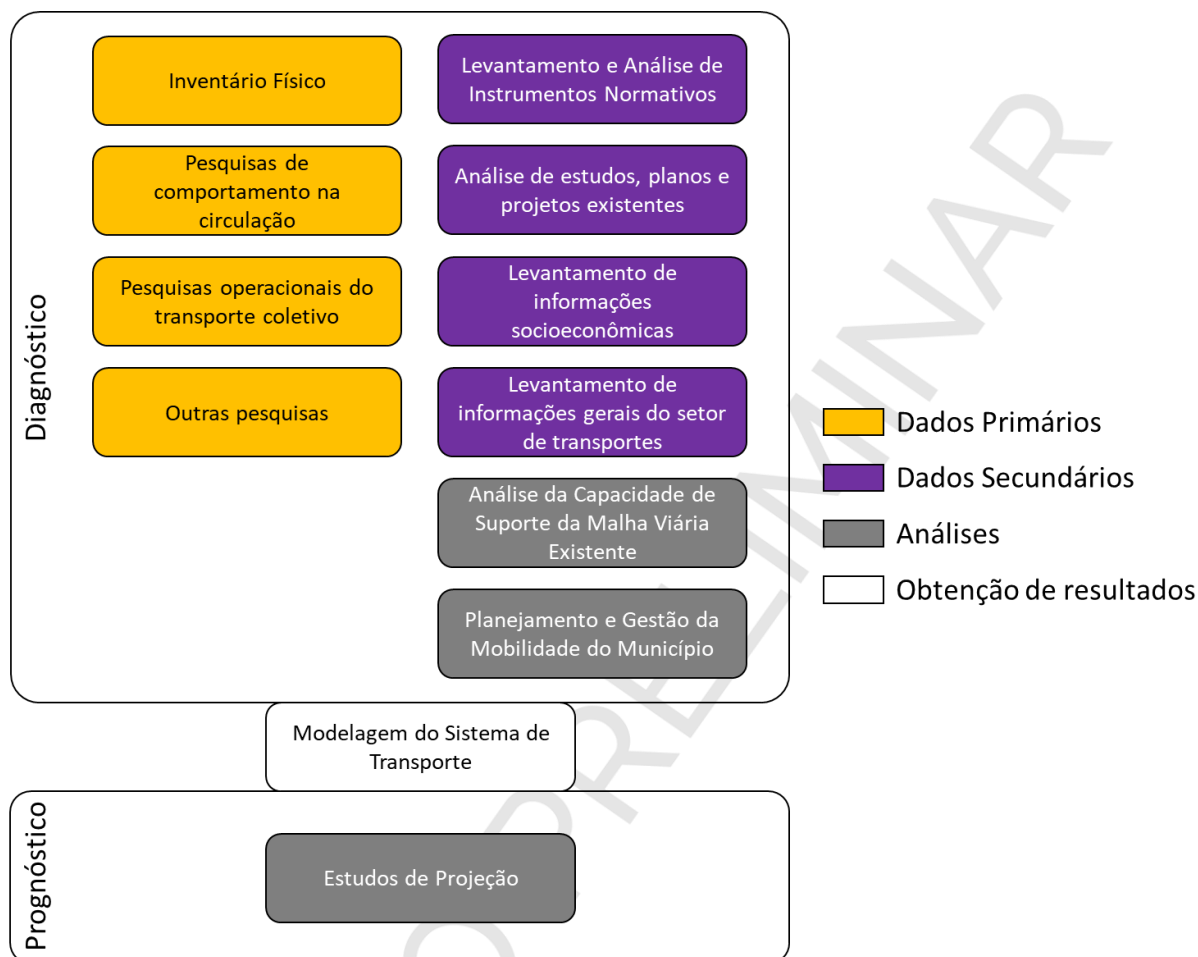 Diagnóstico
Inventário Físico
Levantamento e Análise de
Instrumentos Normativos
Pesquisas de
comportamento na
circulação
Análise de estudos, planos e
projetos existentes
Pesquisas operacionais do
transporte coletivo
Levantamento de
informações
socioeconômicas
Outras pesquisas
Levantamento de
informações gerais do setor
de transportes
Análise da Capacidade de
Suporte da Malha Viária
Existente
Planejamento e Gestão da
Mobilidade do Município
Modelagem do Sistema de
Transporte
Prognóstico
Estudos de Projeção
Dados Primários
Dados Secundários
Análises
Obtenção de resultados
PRELIMINAR